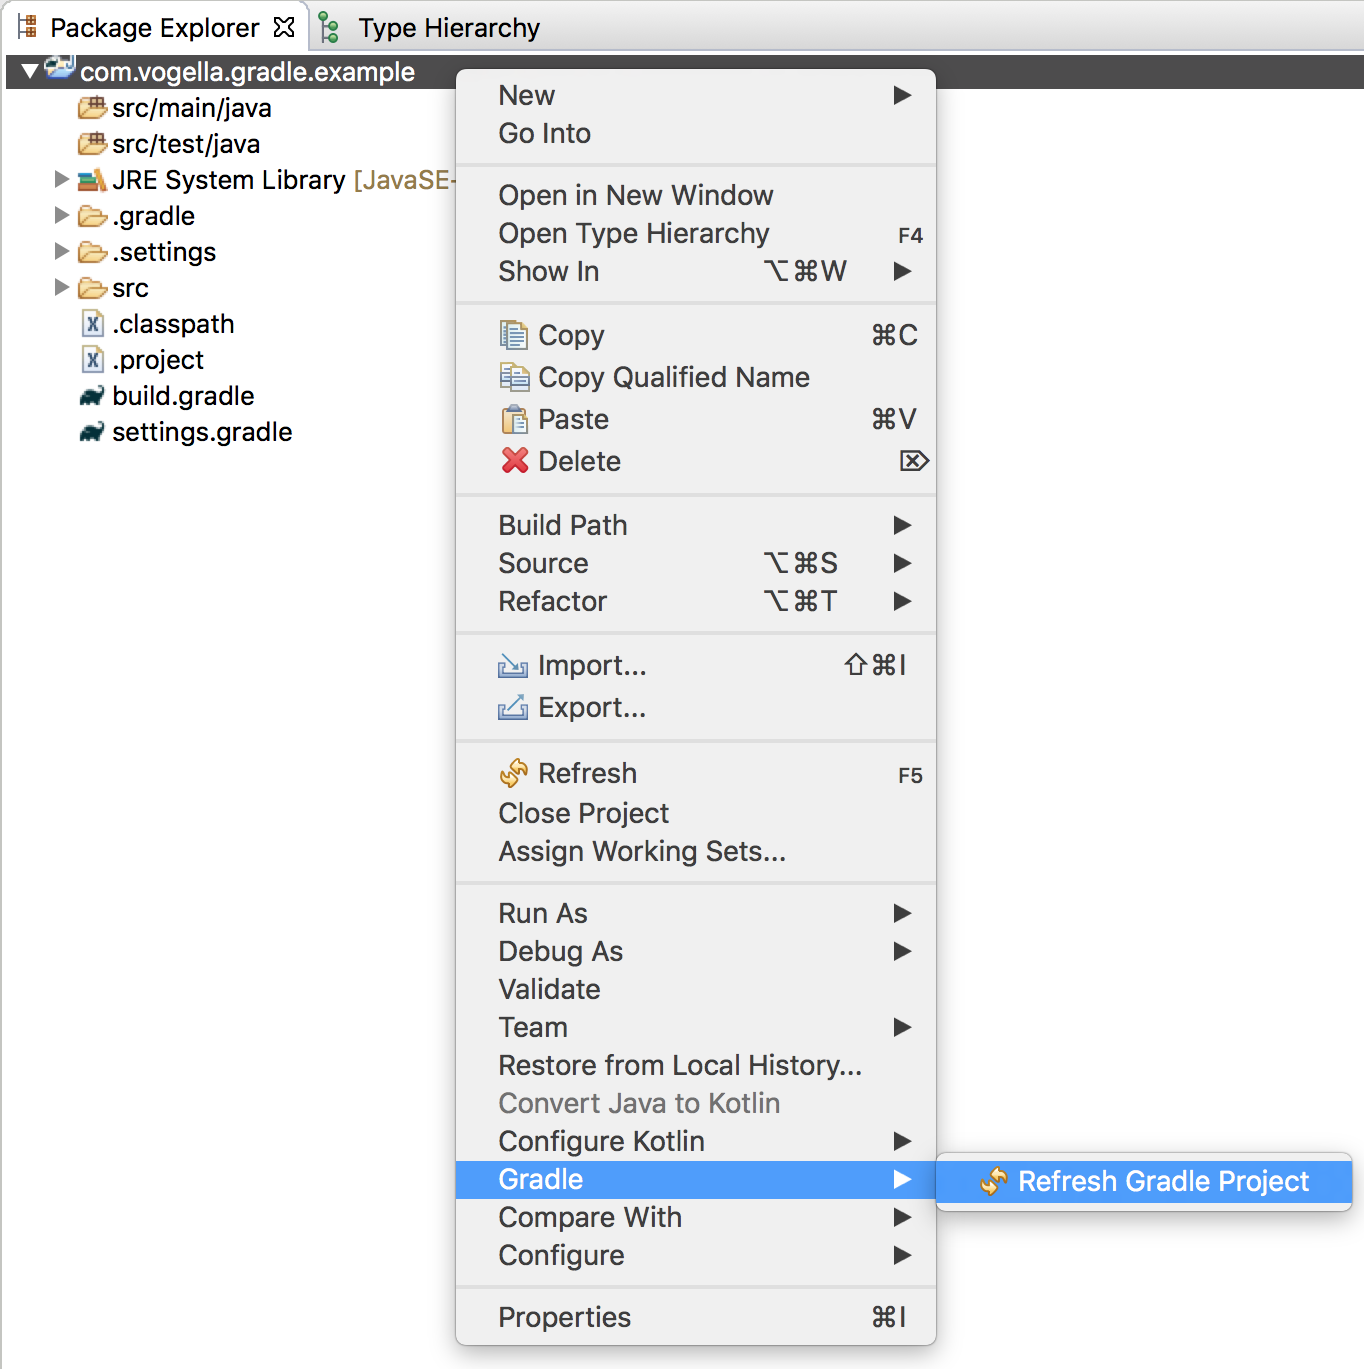 Package Explorer
Type Hierarchy
com.vogella.gradle.example
src/main/java
src/test/java
JRE System Library [JavaSE-
.gradle
.settings
src
.classpath
.project
build.gradle
settings.gradle
New
Go Into
Open in New Window
Open Type Hierarchy F4
Show In ⌥⌘W
Copy ⌘C
Copy Qualified Name
Paste ⌘V
Delete ⌦
Build Path
Source ⌥⌘S
Refactor ⌥⌘T
Import... ⇧⌘I
Export...
Refresh F5
Close Project
Assign Working Sets...
Run As
Debug As
Validate
Team
Restore from Local History...
Convert Java to Kotlin
Configure Kotlin
Gradle
Refresh Gradle Project
Compare With
Configure
Properties ⌘I